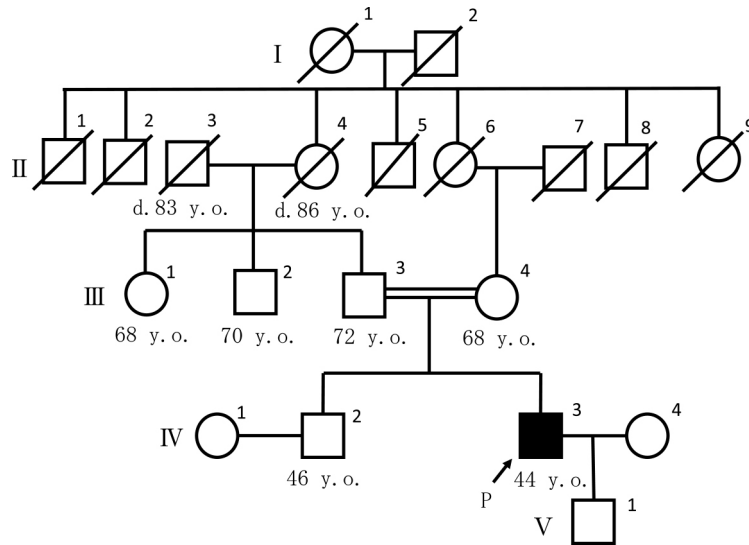 1 2
I
1 2 3 4 5 6 7 8 9
II
d.83 y.o. d.86 y.o.
1 2 3 4
III
68 y.o. 70 y.o. 72 y.o. 68 y.o.
1 2 3 4
IV
46 y.o. 44 y.o.
P
1
V